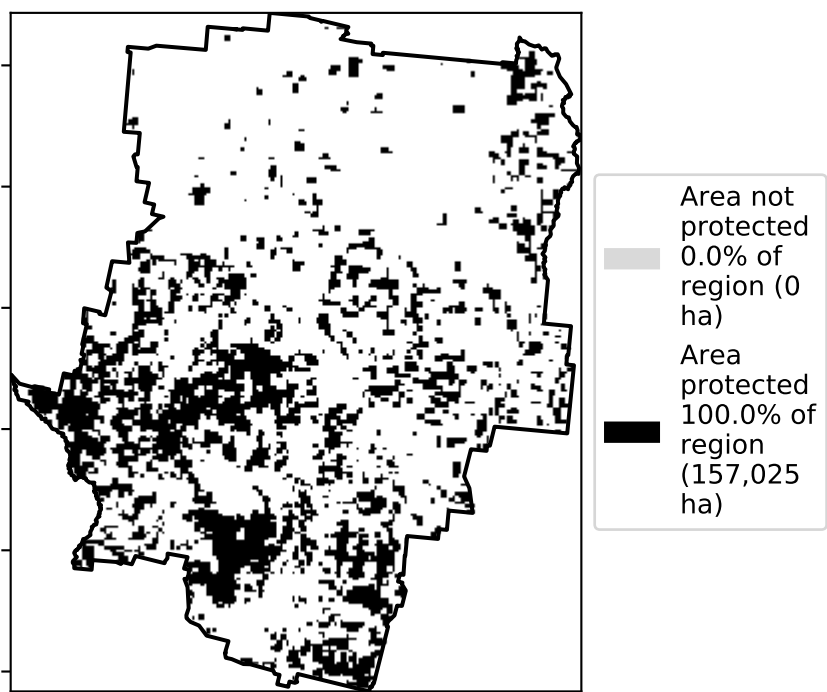 Area not
protected
0.0% of
region (0
ha)
Area
protected
100.0% of
region
(157,025
ha)